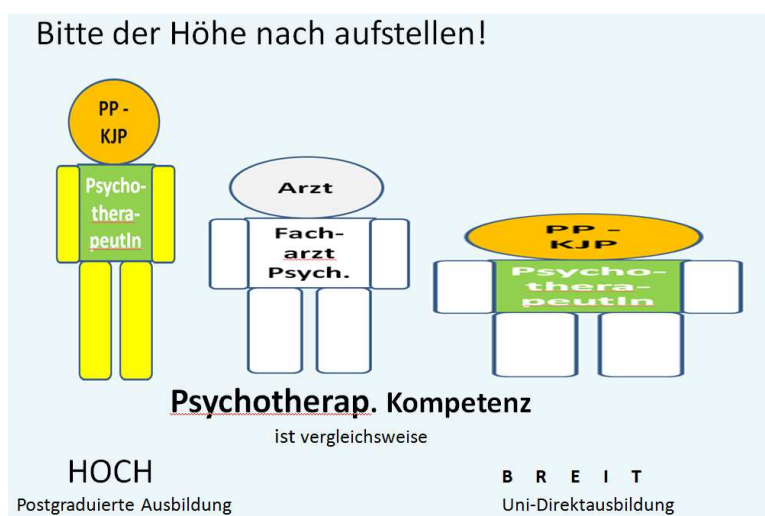 Bitte der Höhe nach aufstellen!
PP -
KJP
Psycho-
thera-
peutIn
Arzt
Fach-
arzt
Psych.
PP -
KJP
Psycho-
thera-
peutIn
Psychotherap. Kompetenz
ist vergleichsweise
HOCH
Postgraduierte Ausbildung
B R E I T
Uni-Direktausbildung